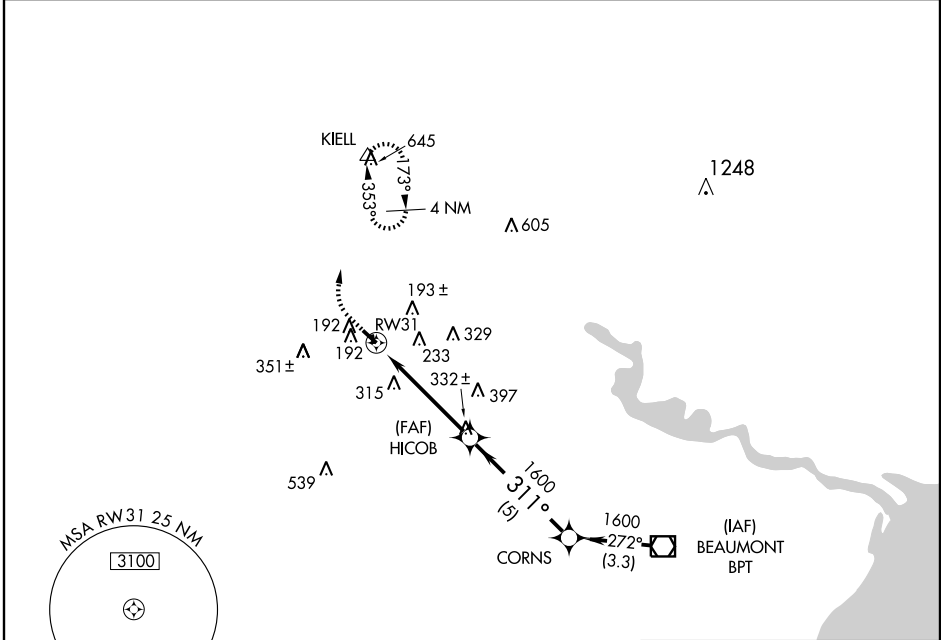 KIELL
645
173°
353°
4 NM
1248
605
193 ±
192
RW31
192
329
233
351±
315
332±
397
(FAF)
HICOB
539
1600
311°
(5)
CORNS
1600
272°
(3.3)
(IAF)
BEAUMONT
BPT
MSA RW31 25 NM
3100